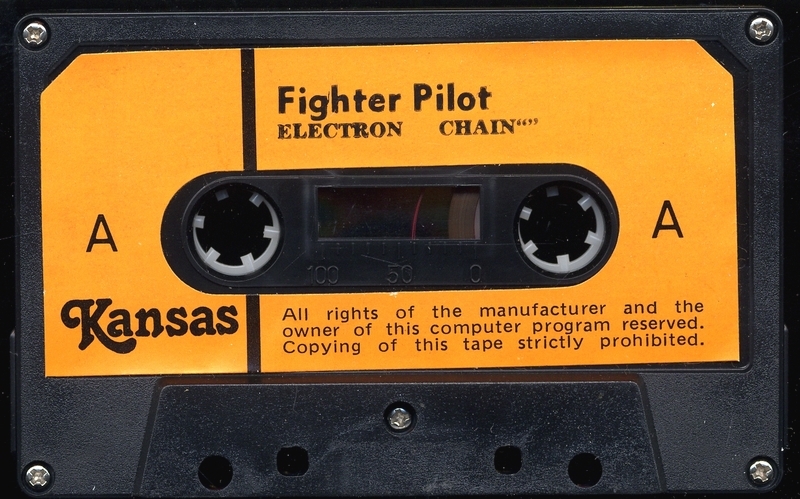 Fighter Pilot
ELECTRON CHAIN“”
A
A
100 50 0
Kansas
All rights of the manufacturer and the
owner of this computer program reserved.
Copying of this tape strictly prohibited.